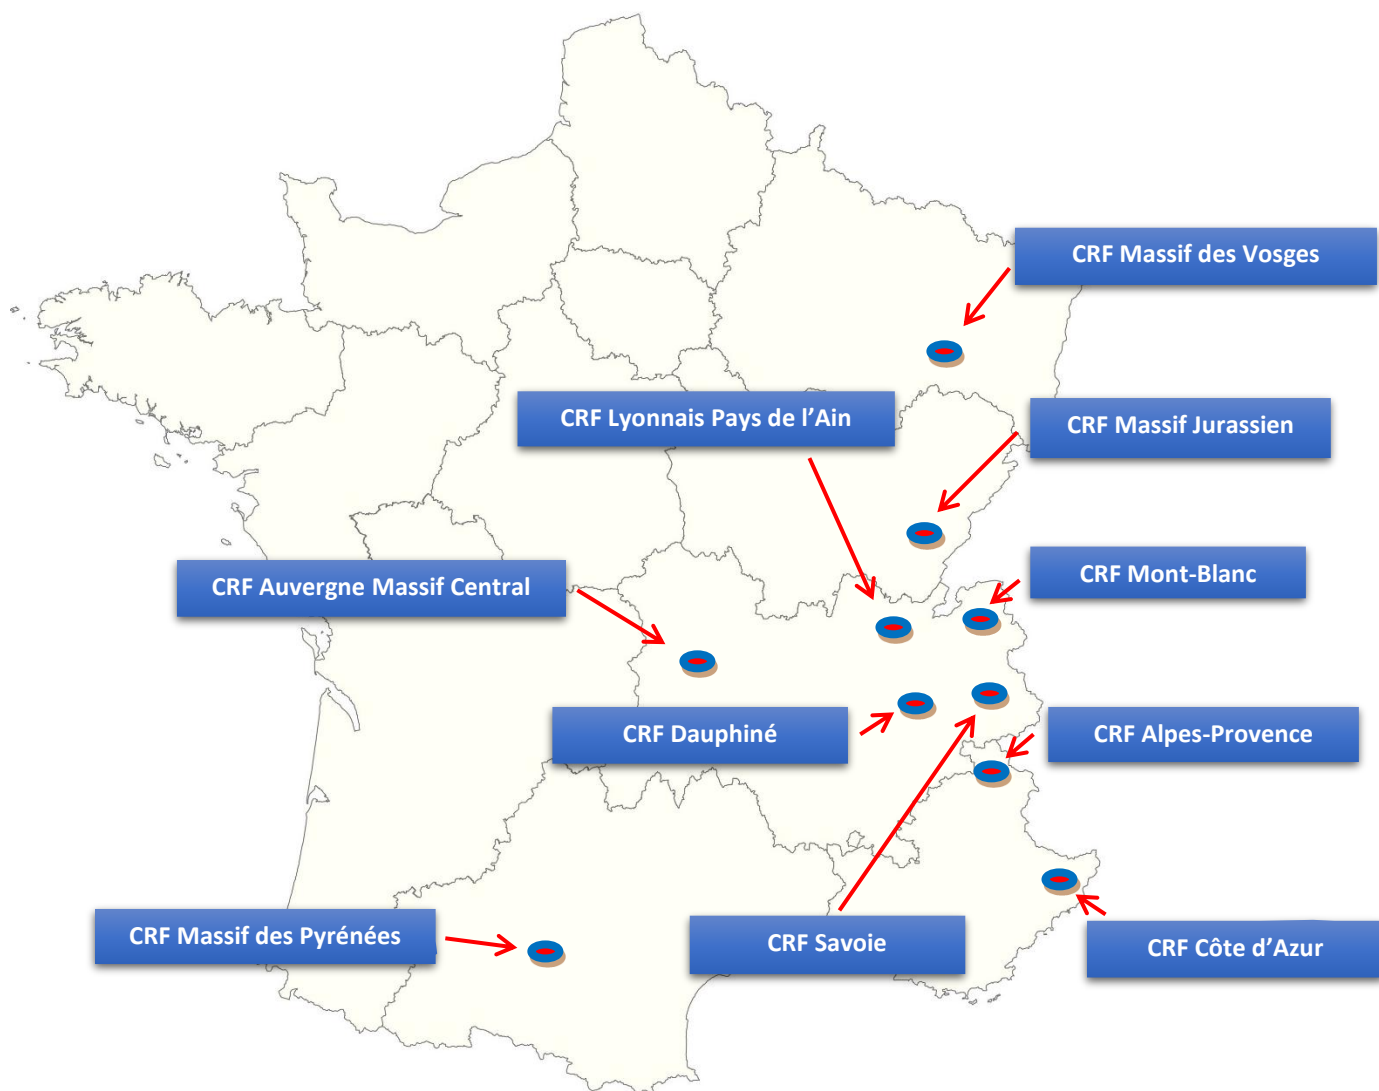 CRF Massif des Vosges
CRF Lyonnais Pays de l’Ain
CRF Massif Jurassien
CRF Mont-Blanc
CRF Auvergne Massif Central
CRF Dauphiné
CRF Alpes-Provence
CRF Massif des Pyrénées
CRF Savoie
CRF Côte d’Azur